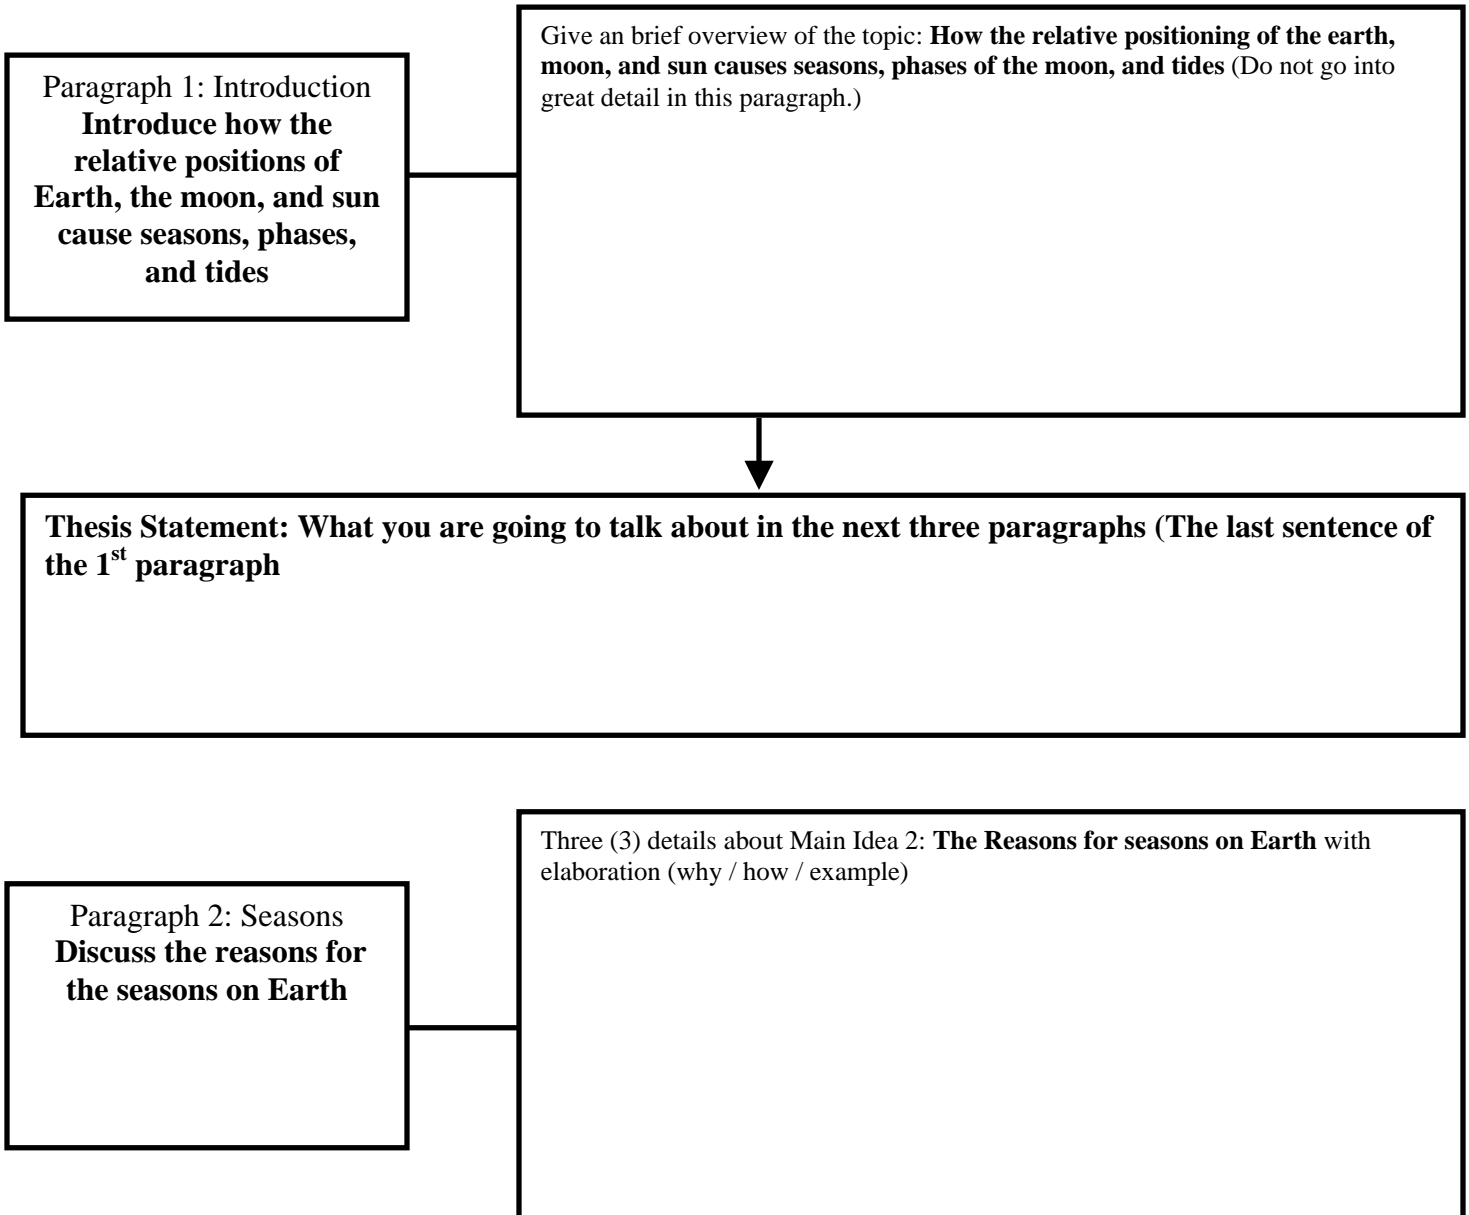 Paragraph 1: Introduction
Introduce how the
relative positions of
Earth, the moon, and sun
cause seasons, phases,
and tides
Give an brief overview of the topic: How the relative positioning of the earth,
moon, and sun causes seasons, phases of the moon, and tides (Do not go into
great detail in this paragraph.)
Thesis Statement: What you are going to talk about in the next three paragraphs (The last sentence of
the 1st paragraph
Paragraph 2: Seasons
Discuss the reasons for
the seasons on Earth
Three (3) details about Main Idea 2: The Reasons for seasons on Earth with
elaboration (why / how / example)